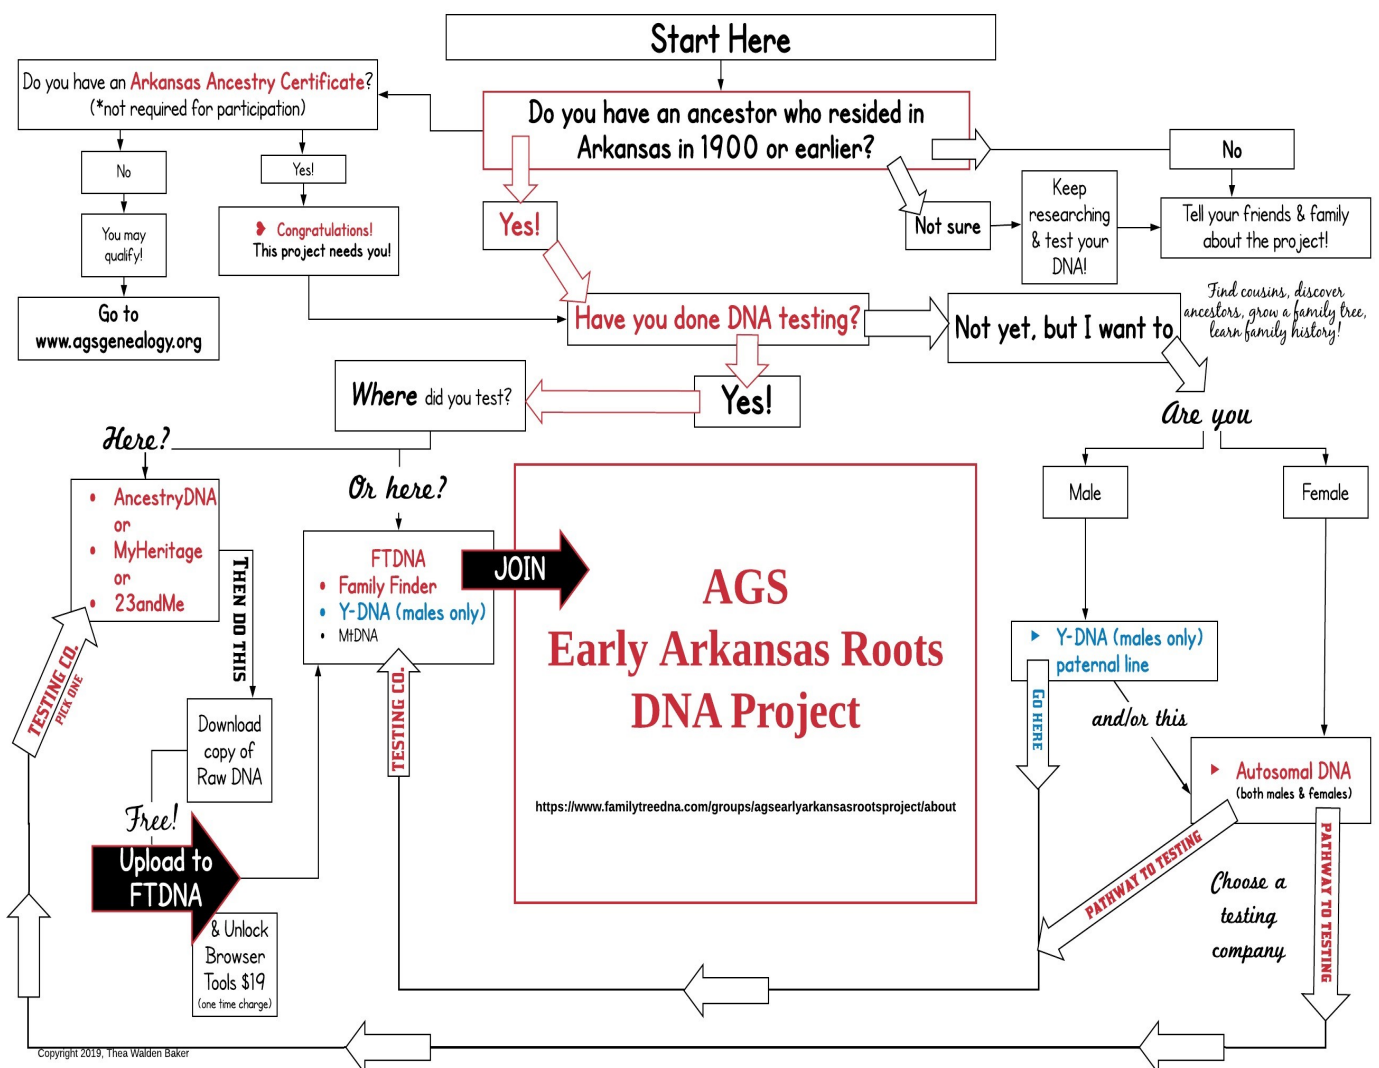 Start Here
Do you have an Arkansas Ancestry Certificate?
(*not required for participation)
Do you have an ancestor who resided in
Arkansas in 1900 or earlier?
No
Yes!
No
You may
qualify!
❥ Congratulations!
This project needs you!
Go to
www.agsgenealogy.org
Yes!
Not sure
Keep
researching
& test your
DNA!
Tell your friends & family
about the project!
Find cousins, discover
ancestors, grow a family tree,
learn family history!
Have you done DNA testing?
Not yet, but I want to
Where did you test?
Yes!
Are you
Here?
Or here?
Male
Female
• AncestryDNA
or
• MyHeritage
or
• 23andMe
THEN DO THIS
FTDNA
• Family Finder
• Y-DNA (males only)
• MtDNA
JOIN
AGS
Early Arkansas Roots
DNA Project
https://www.familytreedna.com/groups/agsearlyarkansasrootsproject/about
Y-DNA (males only)
paternal line
GO HERE
and/or this
Autosomal DNA
(both males & females)
TESTING CO.
PICK ONE
TESTING CO.
Download
copy of
Raw DNA
Free!
Upload to
FTDNA
& Unlock
Browser
Tools $19
(one time charge)
PATHWAY TO TESTING
PATHWAY TO TESTING
Choose a
testing
company
Copyright 2019, Thea Walden Baker